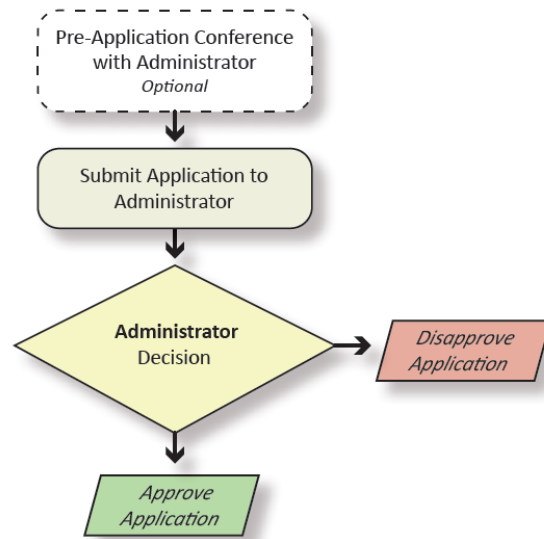 Pre-Application Conference
with Administrator
Optional
Submit Application to
Administrator
Administrator
Decision
Disapprove
Application
Approve
Application